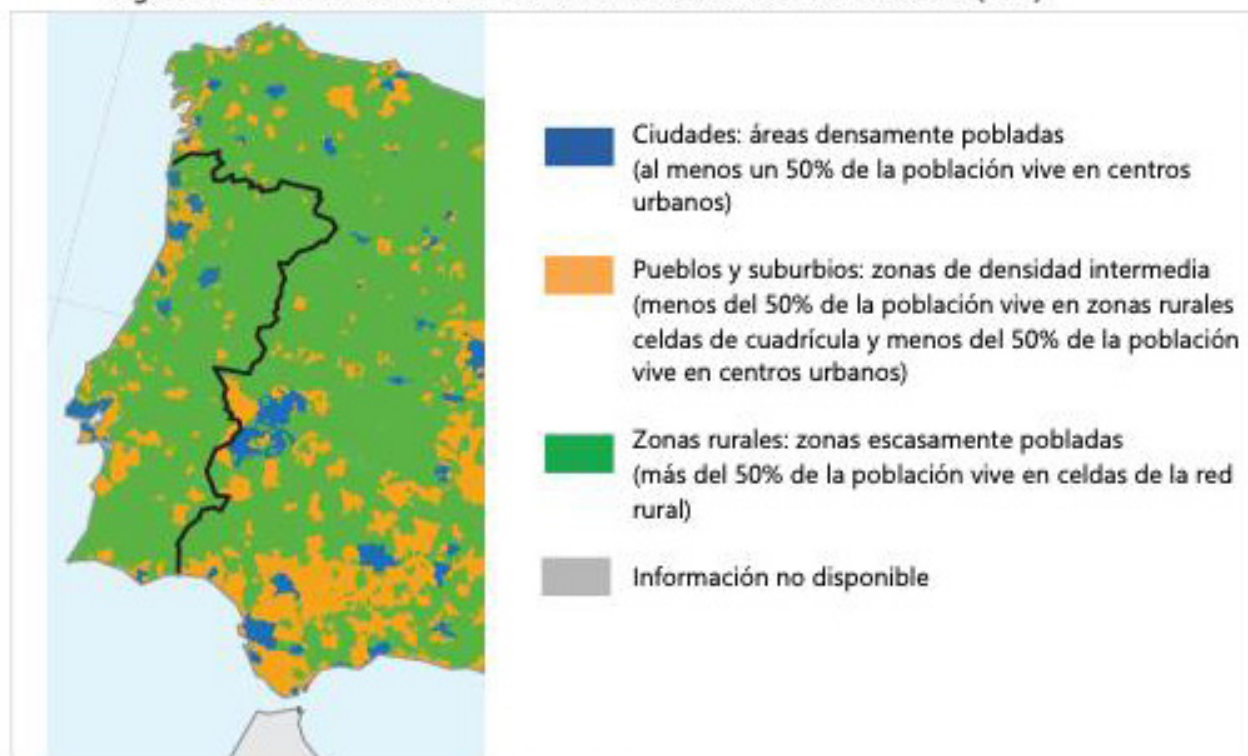 Ciudades: áreas densamente pobladas
(al menos un 50% de la población vive en centros
urbanos)
Pueblos y suburbios: zonas de densidad intermedia
(menos del 50% de la población vive en zonas rurales
celdas de cuadrícula y menos del 50% de la población
vive en centros urbanos)
Zonas rurales: zonas escasamente pobladas
(más del 50% de la población vive en celdas de la red
rural)
Información no disponible